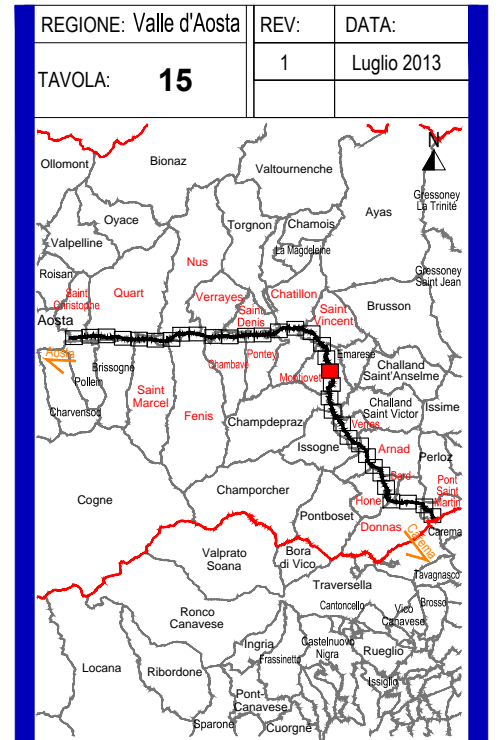 REGIONE: Valle d'Aosta
REV:
DATA:
TAVOLA: 15
1
Luglio 2013
N
Ollomont
Bionaz
Valtournenche
Ayas
Gressoney
La Trinité
Oyace
Torgnon
Chamois
Valpelline
La Magdeleine
Nus
Roisan
Gressoney
Saint Jean
Saint
Christophe
Quart
Verrayes
Chatillon
Saint
Denis
Saint
Vincent
Brusson
Aosta
Aosta
Brissogne
Pollein
Charvensod
Saint
Marcel
Fenis
Chambave
Pontey
Montjovet
Emarese
Challand
Saint'Anselme
Challand
Saint Victor
Issime
Champdepraz
Verres
Issogne
Arnad
Perloz
Bard
Pont
Saint
Martin
Cogne
Champorcher
Hone
Pontboset
Donnas
Carema
Carema
Valprato
Soana
Bora
di Vico
Traversella
Tavagnasco
Ronco
Canavese
Cantoncello
Vico
Canavese
Brosso
Ingria
Frassinetto
Castelnuovo
Nigra
Rueglio
Locana
Ribordone
Issiglio
Pont-
Canavese
Sparone
Cuorgne'